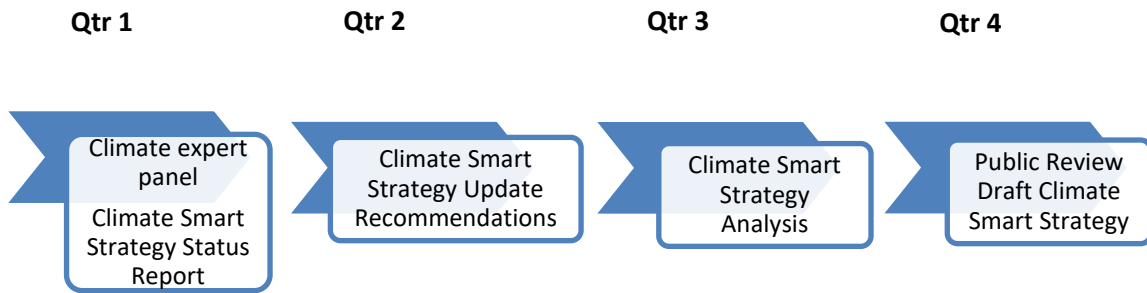 Qtr 1
Qtr 2
Qtr 3
Qtr 4
Climate expert
panel
Climate Smart
Strategy Status
Report
Climate Smart
Strategy Update
Recommendations
Climate Smart
Strategy
Analysis
Public Review
Draft Climate
Smart Strategy